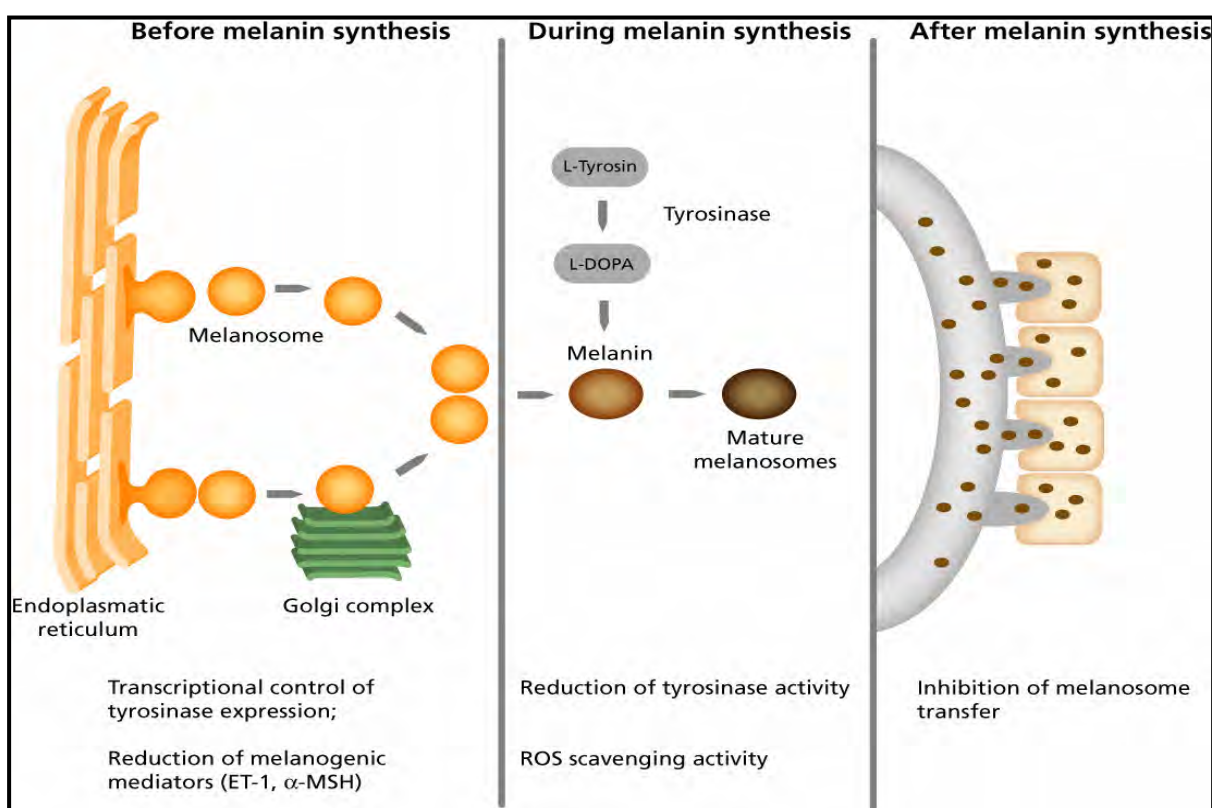 Before melanin synthesis
During melanin synthesis
After melanin synthesis
L-Tyrosin
Tyrosinase
L-DOPA
Melanosome
Melanin
Mature
melanosomes
Endoplasmatic
reticulum
Golgi complex
Transcriptional control of
tyrosinase expression;
Reduction of melanogenic
mediators (ET-1, α-MSH)
Reduction of tyrosinase activity
ROS scavenging activity
Inhibition of melanosome
transfer